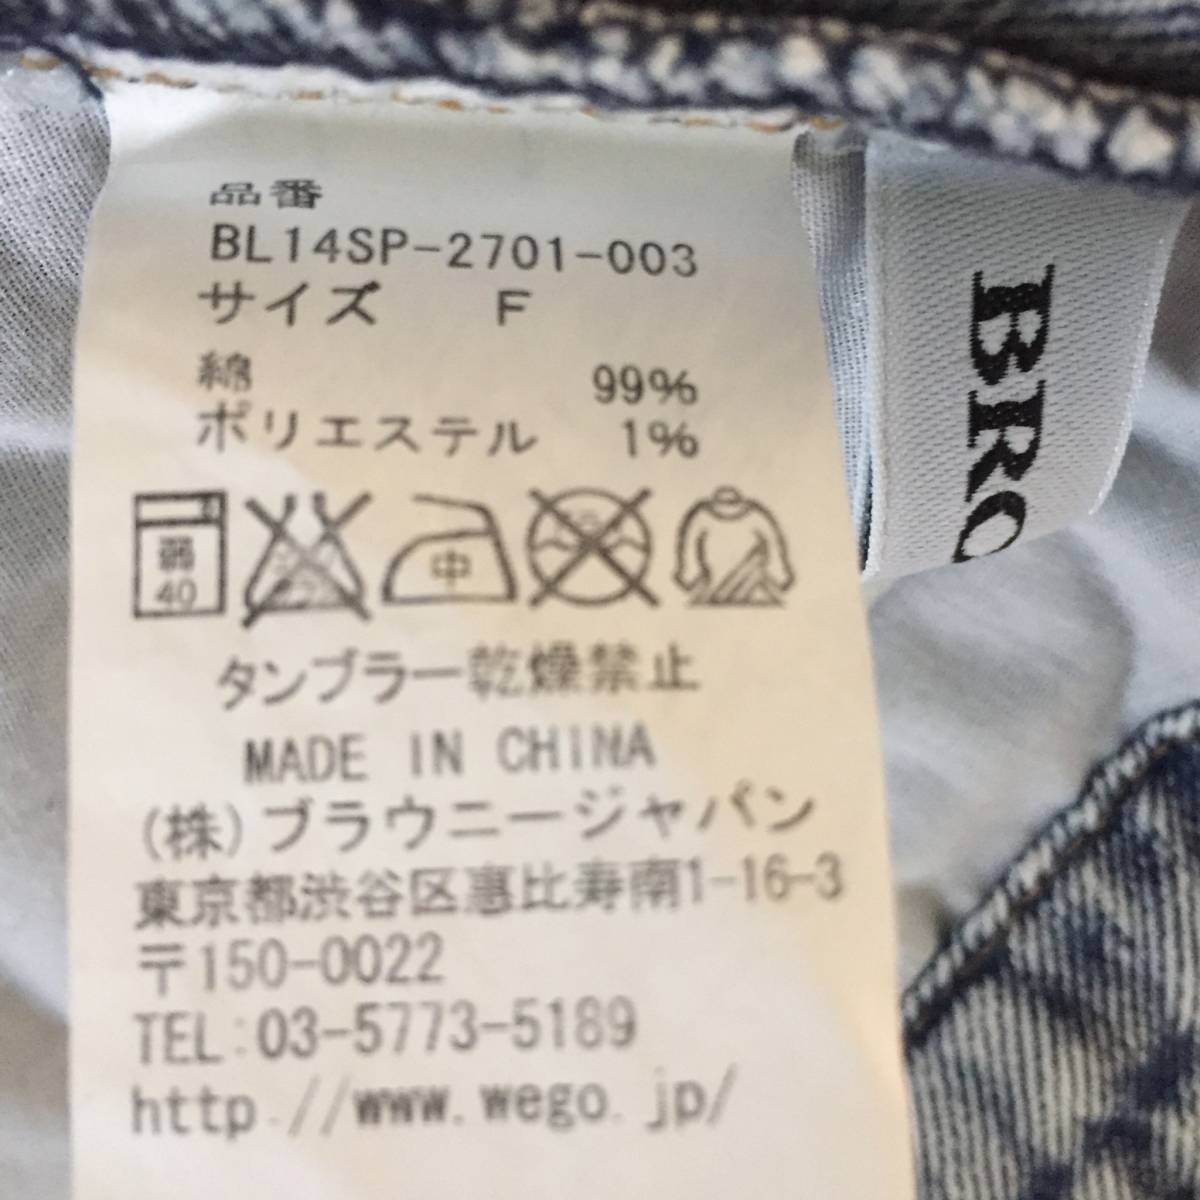 品番
BL14SP-2701-003
サイズ F
綿 99%
ポリエステル 1%
弱
40
中
タンブラー乾燥禁止
MADE IN CHINA
(株)ブラウニージャパン
東京都渋谷区恵比寿南1-16-3
〒150-0022
TEL:03-5773-5189
http://www.wego.jp/
BRO